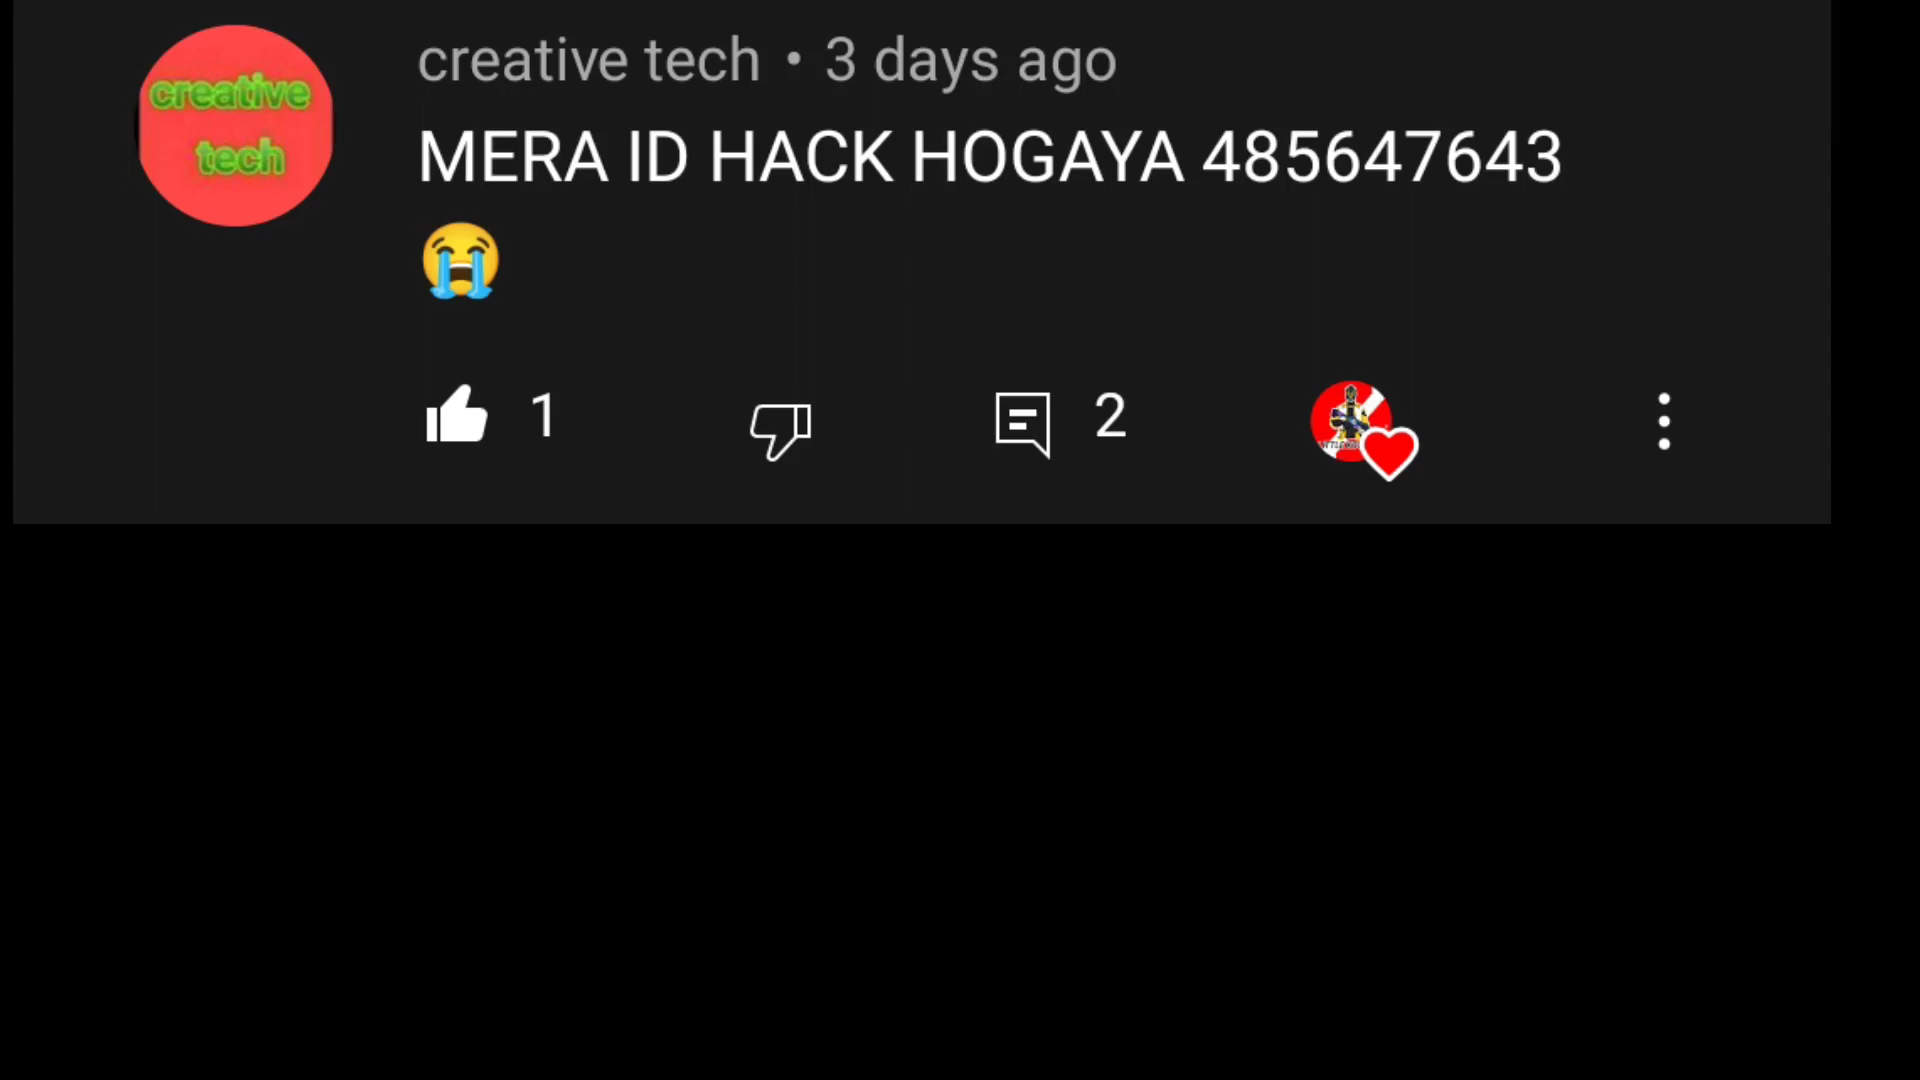 creative tech • 3 days ago
creative
tech
MERA ID HACK HOGAYA 485647643
😭
1 2